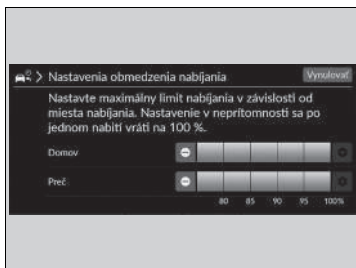 Nastavenia obmedzenia nabíjania
Vynulovať
Nastavte maximálny limit nabíjania v závislosti od
miesta nabíjania. Nastavenie v neprítomnosti sa po
jednom nabití vráti na 100 %.
Domov
Preč
80 85 90 95 100%